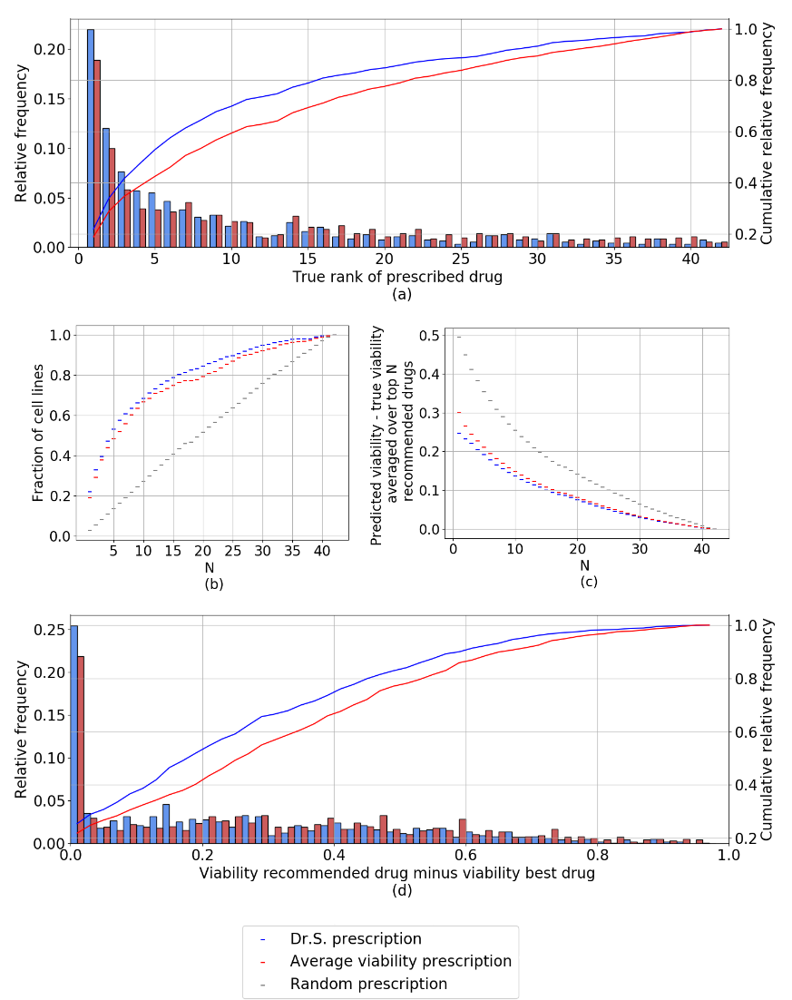 0.20
0.15
0.10
0.05
0.00
Relative frequency
1.0
0.8
0.6
0.4
0.2
Cumulative relative frequency
0 5 10 15 20 25 30 35 40
True rank of prescribed drug
(a)
1.0
0.8
0.6
0.4
0.2
0.0
Fraction of cell lines
5 10 15 20 25 30 35 40
N
(b)
Predicted viability - true viability
averaged over top N
recommended drugs
0.5
0.4
0.3
0.2
0.1
0.0
0 10 20 30 40
N
(c)
0.25
0.20
0.15
0.10
0.05
0.00
Relative frequency
1.0
0.8
0.6
0.4
0.2
Cumulative relative frequency
0.0 0.2 0.4 0.6 0.8 1.0
Viability recommended drug minus viability best drug
(d)
Dr.S. prescription
Average viability prescription
Random prescription